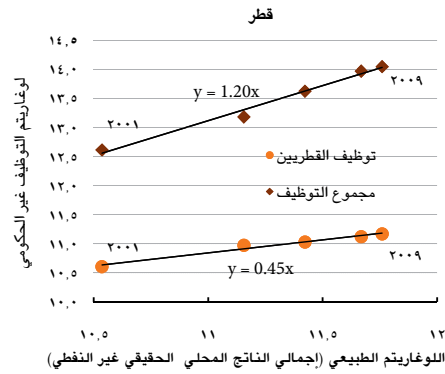 قطر
١٤,٥
١٤,٠
١٣,٥
١٣,٠
١٢,٥
١٢,٠
١١,٥
١١,٠
١٠,٥
١٠,٠
لوغاريتم التوظيف غير الحكومي
٢٠٠٩
y = 1.20x
٢٠٠١
توظيف القطريين
مجموع التوظيف
٢٠٠١
٢٠٠٩
y = 0.45x
١٠,٥
١١
١١,٥
١٢
اللوغاريتم الطبيعي (إجمالي الناتج المحلي الحقيقي غير النفطي)